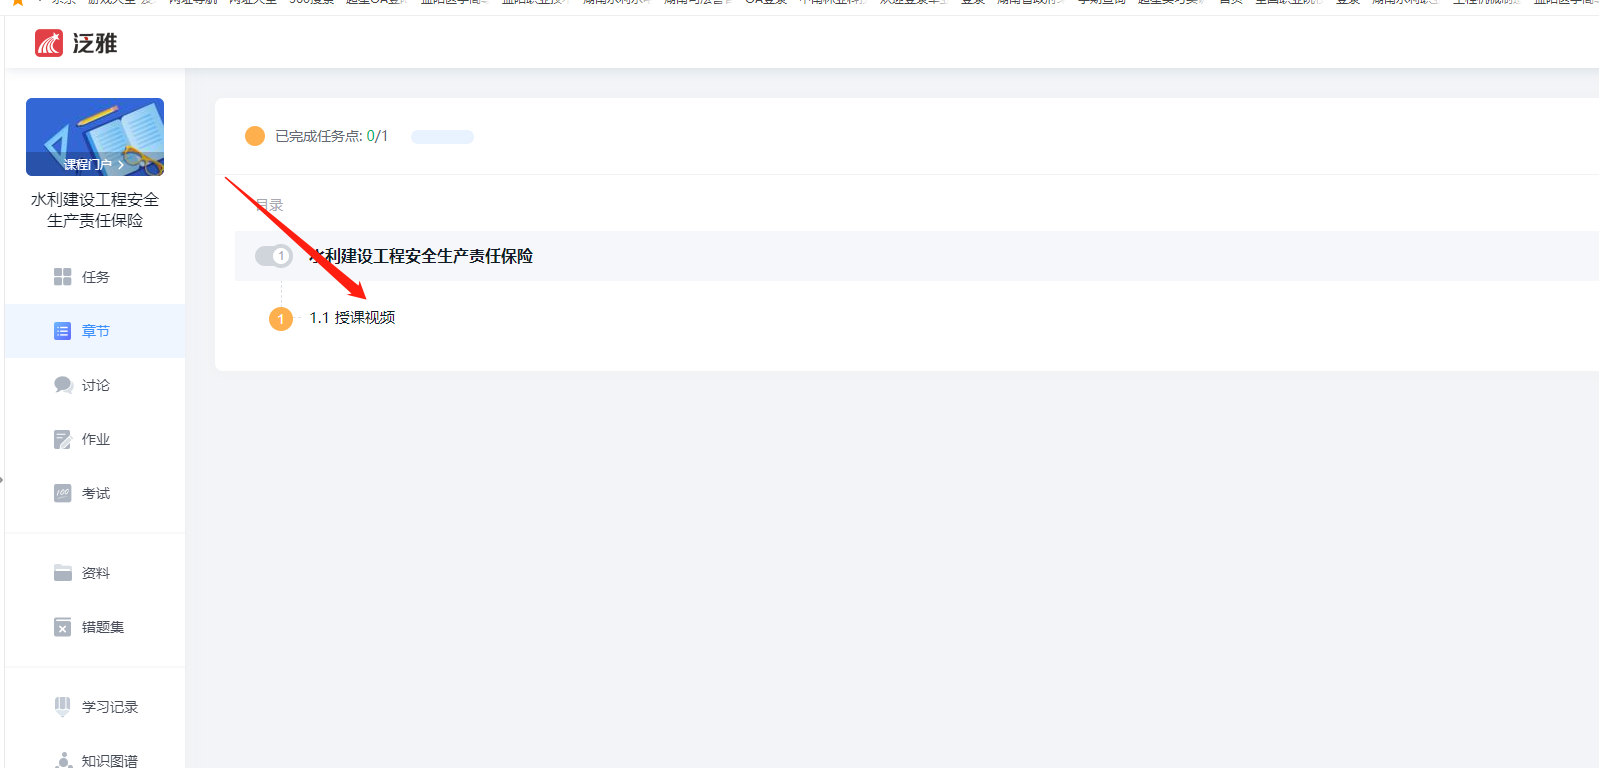 泛雅
课程门户
水利建设工程安全
生产责任保险
任务
章节
讨论
作业
考试
资料
错题集
学习记录
知识图谱
已完成任务点: 0/1
目录
1 水利建设工程安全生产责任保险
1 1.1 授课视频